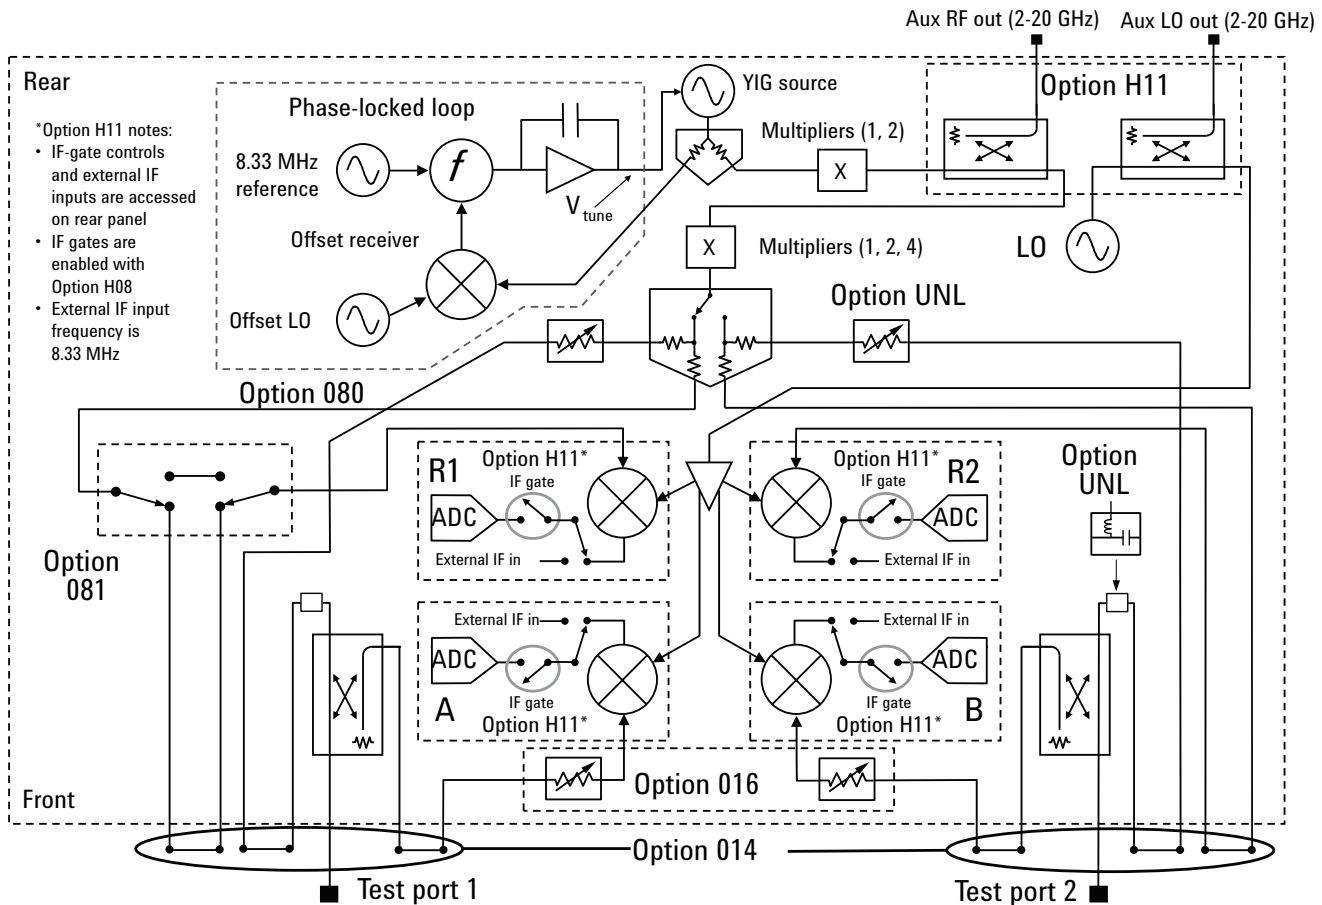 Aux RF out (2-20 GHz)
Aux LO out (2-20 GHz)
Rear
Option H11
Phase-locked loop
YIG source
*Option H11 notes:
• IF-gate controls
and external IF
inputs are accessed
on rear panel
• IF gates are
enabled with
Option H08
• External IF input
frequency is
8.33 MHz
8.33 MHz
reference
f
V tune
Multipliers (1, 2)
X
Offset receiver
X
Multipliers (1, 2, 4)
LO
Offset LO
Option UNL
Option 080
R1
Option H11*
IF gate
ADC
External IF in
Option H11*
R2
IF gate
ADC
External IF in
Option
UNL
Option
081
External IF in
ADC
IF gate
A
Option H11*
External IF in
ADC
IF gate
Option H11*
B
Option 016
Front
Option 014
Test port 1
Test port 2